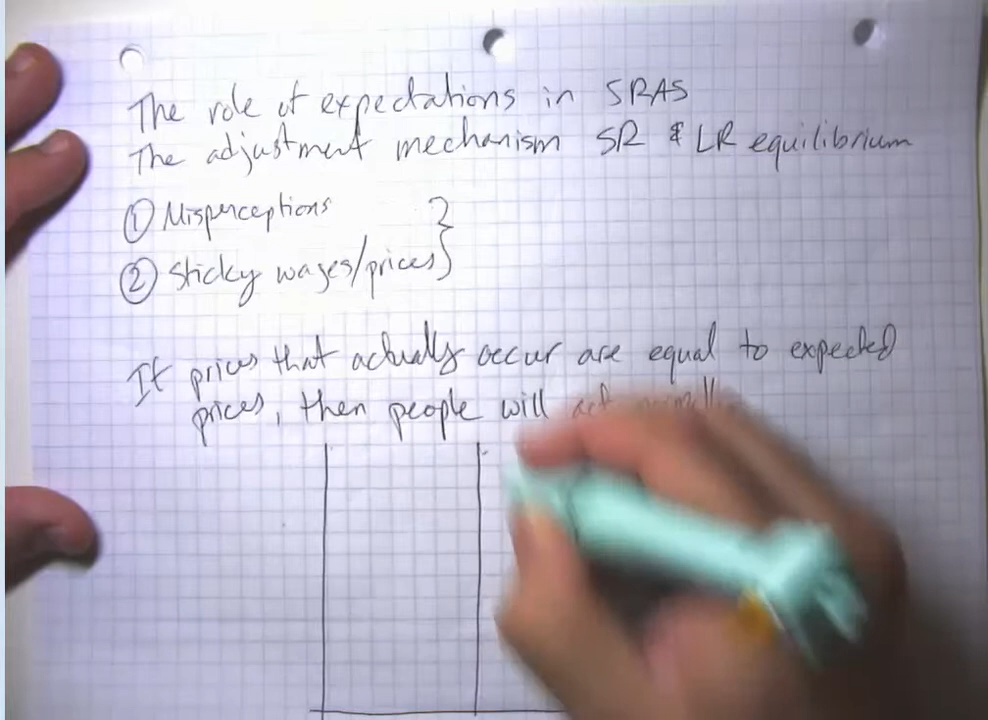 The role of expectations in SRAS
The adjustment mechanism SR & LR equilibrium
① Misperceptions }
② Sticky wages/prices
If prices that actually occur are equal to expected
prices, then people will act